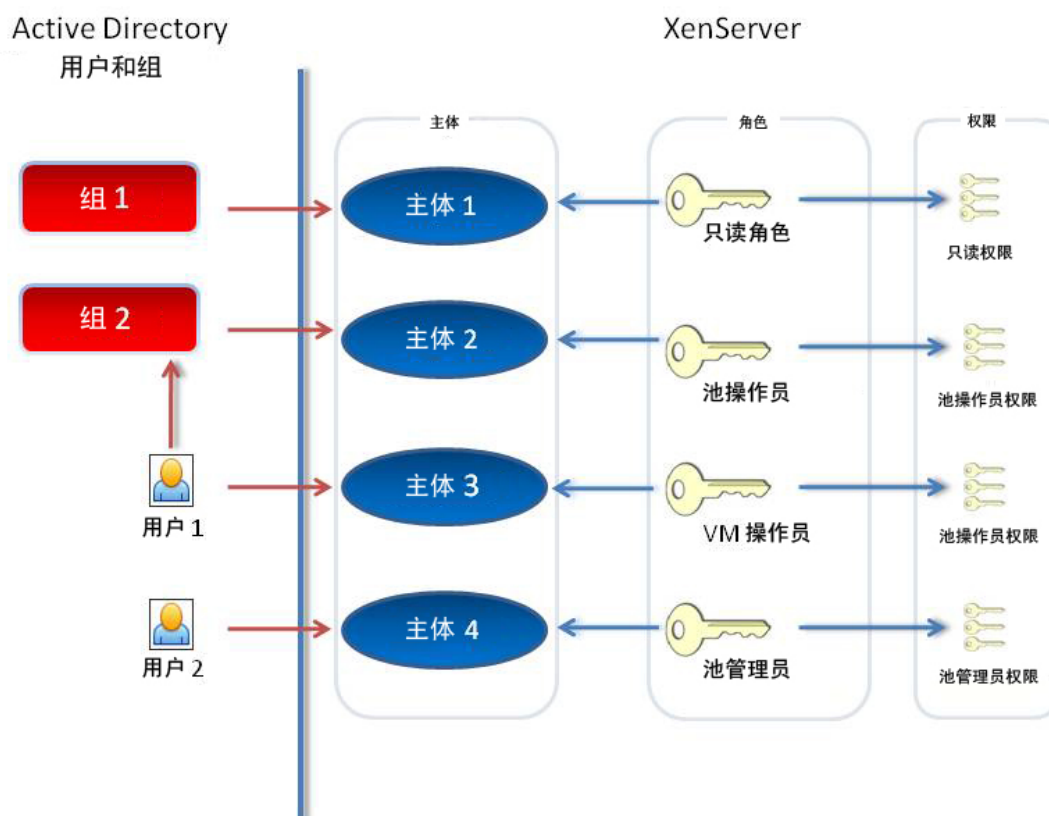 Active Directory
用户和组
XenServer
主体
角色
权限
组 1
主体 1
只读角色
只读权限
组 2
主体 2
池操作员
池操作员权限
用户 1
主体 3
VM 操作员
池操作员权限
用户 2
主体 4
池管理员
池管理员权限